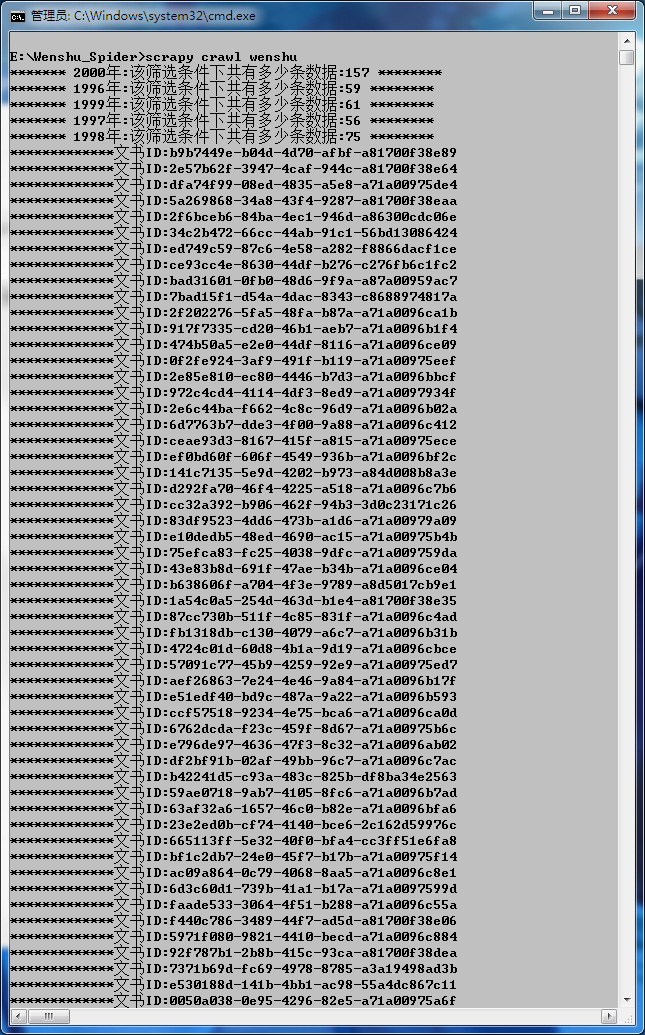 管理员: C:\Windows\system32\cmd.exe
E:\Wenshu_Spider>scrapy crawl wenshu
******* 2000年:该筛选条件下共有多少条数据:157 ********
******* 1996年:该筛选条件下共有多少条数据:59 ********
******* 1999年:该筛选条件下共有多少条数据:61 ********
******* 1997年:该筛选条件下共有多少条数据:56 ********
******* 1998年:该筛选条件下共有多少条数据:75 ********
*************文书ID:b9b7449e-b04d-4d70-afbf-a81700f38e89
*************文书ID:2e57b62f-3947-4caf-944c-a81700f38e64
*************文书ID:dfa74f99-08ed-4835-a5e8-a71a00975de4
*************文书ID:5a269868-34a8-43f4-9287-a81700f38eaa
*************文书ID:2f6bceb6-84ba-4ec1-946d-a86300cdc06e
*************文书ID:34c2b472-66cc-44ab-91c1-56bd13086424
*************文书ID:ed749c59-87c6-4e58-a282-f8866dacf1ce
*************文书ID:ce93cc4e-8630-44df-b276-c276fb6c1fc2
*************文书ID:bad31601-0fb0-48d6-9f9a-a87a00959ac7
*************文书ID:7bad15f1-d54a-4dac-8343-c8688974817a
*************文书ID:2f202276-5fa5-48fa-b87a-a71a0096ca1b
*************文书ID:917f7335-cd20-46b1-aeb7-a71a0096b1f4
*************文书ID:474b50a5-e2e0-44df-8116-a71a0096ce09
*************文书ID:0f2fe924-3af9-491f-b119-a71a00975eef
*************文书ID:2e85e810-ec80-4446-b7d3-a71a0096bbcf
*************文书ID:972c4cd4-4114-4df3-8ed9-a71a0097934f
*************文书ID:2e6c44ba-f662-4c8c-96d9-a71a0096b02a
*************文书ID:6d7763b7-dde3-4f00-9a88-a71a0096c412
*************文书ID:ceae93d3-8167-415f-a815-a71a00975ece
*************文书ID:ef0bd60f-606f-4549-936b-a71a0096bf2c
*************文书ID:141c7135-5e9d-4202-b973-a84d008b8a3e
*************文书ID:d292fa70-46f4-4225-a518-a71a0096c7b6
*************文书ID:cc32a392-b906-462f-94b3-3d0c23171c26
*************文书ID:83df9523-4dd6-473b-a1d6-a71a00979a09
*************文书ID:e10dedb5-48ed-4690-ac15-a71a00975b4b
*************文书ID:75efca83-fc25-4038-9dfc-a71a009759da
*************文书ID:43e83b8d-691f-47ae-b34b-a71a0096ce04
*************文书ID:b638606f-a704-4f3e-9789-a8d5017cb9e1
*************文书ID:1a54c0a5-254d-463d-b1e4-a81700f38e35
*************文书ID:87cc730b-511f-4c85-831f-a71a0096c4ad
*************文书ID:fb1318db-c130-4079-a6c7-a71a0096b31b
*************文书ID:4724c01d-60d8-4b1a-9d19-a71a0096cbce
*************文书ID:57091c77-45b9-4259-92e9-a71a00975ed7
*************文书ID:aef26863-7e24-4e46-9a84-a71a0096b17f
*************文书ID:e51edf40-bd9c-487a-9a22-a71a0096b593
*************文书ID:ccf57518-9234-4e75-bca6-a71a0096ca0d
*************文书ID:6762dcda-f23c-459f-8d67-a71a00975b6c
*************文书ID:e796de97-4636-47f3-8c32-a71a0096ab02
*************文书ID:df2bf91b-02af-49bb-96c7-a71a0096c7ac
*************文书ID:b42241d5-c93a-483c-825b-df8ba34e2563
*************文书ID:59ae0718-9ab7-4105-8fc6-a71a0096b7ad
*************文书ID:63af32a6-1657-46c0-b82e-a71a0096bfa6
*************文书ID:23e2ed0b-cf74-4140-bce6-2c162d59976c
*************文书ID:665113ff-5e32-40f0-bfa4-cc3ff51e6fa8
*************文书ID:bf1c2db7-24e0-45f7-b17b-a71a00975f14
*************文书ID:ac09a864-0c79-4068-8aa5-a71a0096c8e1
*************文书ID:6d3c60d1-739b-41a1-b17a-a71a0097599d
*************文书ID:faade533-3064-4f51-b288-a71a0096c55a
*************文书ID:f440c786-3489-44f7-ad5d-a81700f38e06
*************文书ID:5971f080-9821-4410-becd-a71a0096c884
*************文书ID:92f787b1-2b8b-415c-93ca-a81700f38dea
*************文书ID:7371b69d-fc69-4978-8785-a3a19498ad3b
*************文书ID:e530188d-141b-4bb1-ac98-55a4dc867c11
*************文书ID:0050a038-0e95-4296-82e5-a71a00975a6f